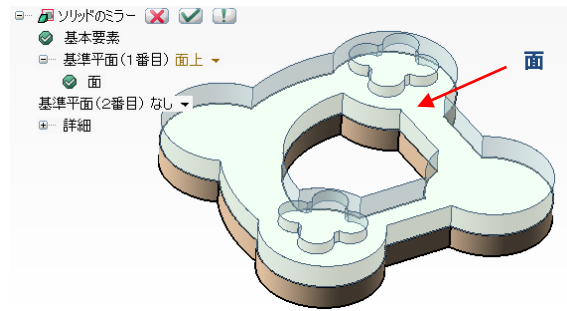 ソリッドのミラー
基本要素
基準平面(1番目) 面上
面
基準平面(2番目) なし
詳細
面